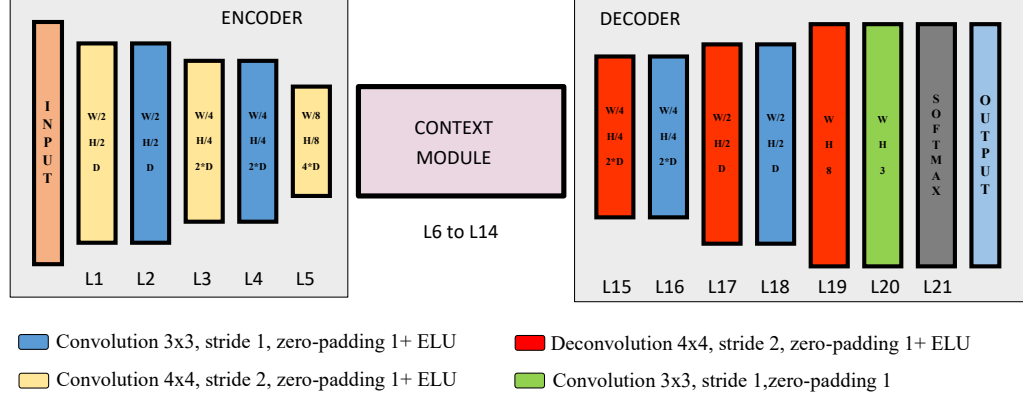 ENCODER
INPUT
W/2
H/2
D
W/2
H/2
D
W/4
H/4
2*D
W/4
H/4
2*D
W/8
H/8
4*D
L1 L2 L3 L4 L5
CONTEXT
MODULE
L6 to L14
DECODER
W/4
H/4
2*D
W/4
H/4
2*D
W/2
H/2
D
W/2
H/2
D
W
H
8
W
H
3
SOFTMAX
OUTPUT
L15 L16 L17 L18 L19 L20 L21
Convolution 3x3, stride 1, zero-padding 1+ ELU
Deconvolution 4x4, stride 2, zero-padding 1+ ELU
Convolution 4x4, stride 2, zero-padding 1+ ELU
Convolution 3x3, stride 1,zero-padding 1